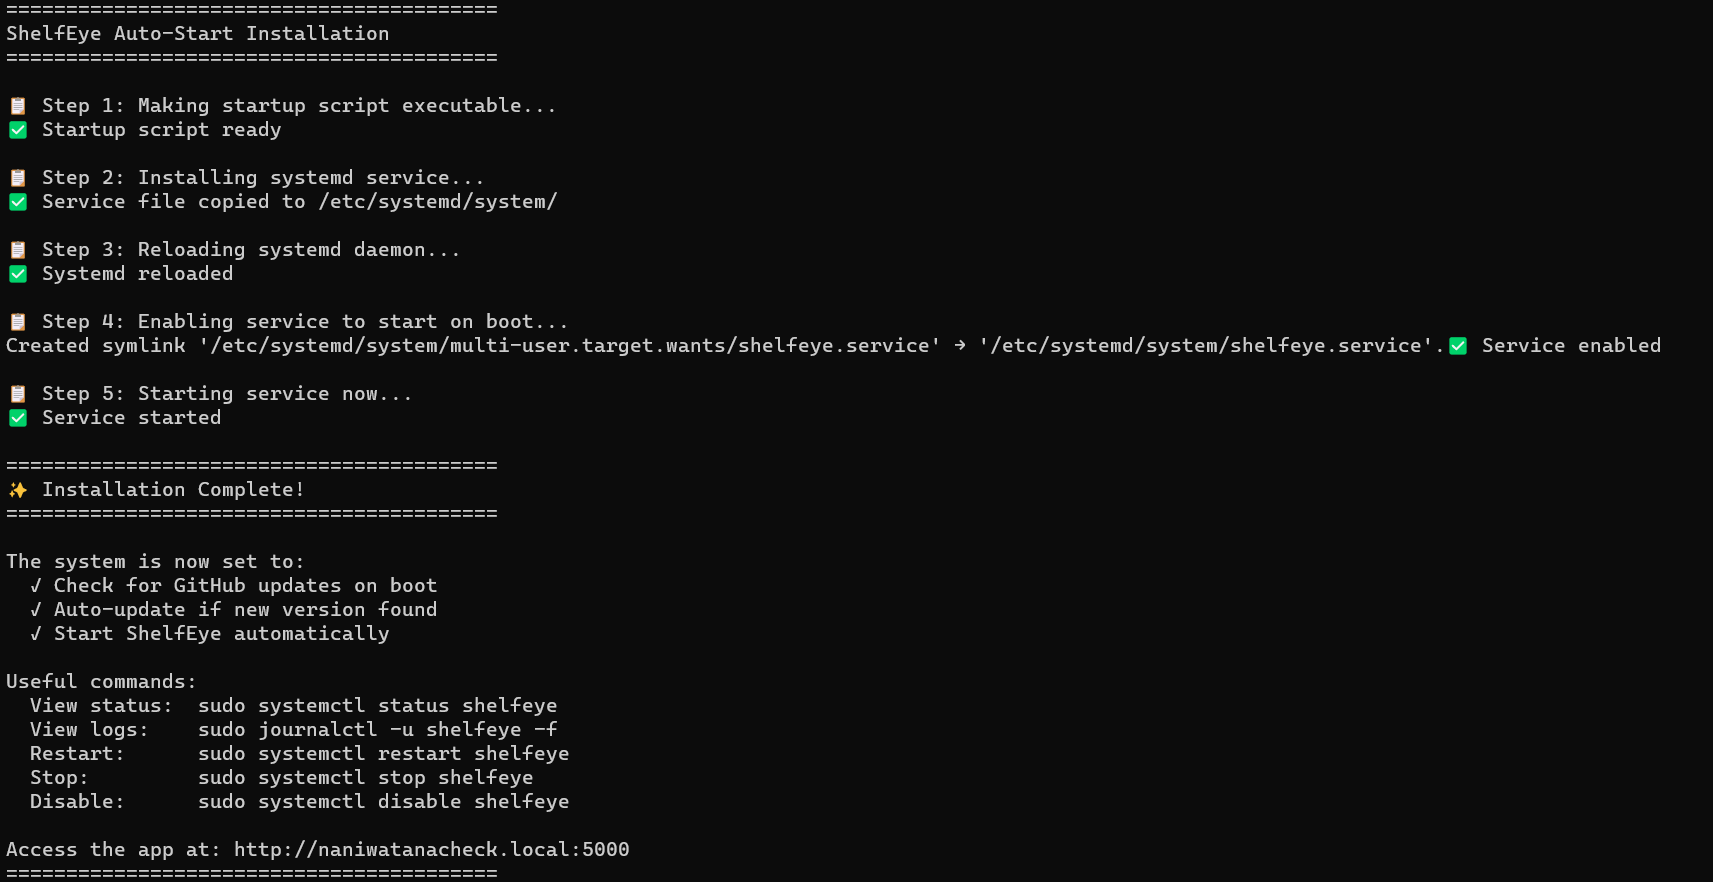 =========================================
ShelfEye Auto-Start Installation
=========================================
📋 Step 1: Making startup script executable...
✅ Startup script ready
📋 Step 2: Installing systemd service...
✅ Service file copied to /etc/systemd/system/
📋 Step 3: Reloading systemd daemon...
✅ Systemd reloaded
📋 Step 4: Enabling service to start on boot...
Created symlink '/etc/systemd/system/multi-user.target.wants/shelfeye.service' → '/etc/systemd/system/shelfeye.service'.✅ Service enabled
📋 Step 5: Starting service now...
✅ Service started
=========================================
✨ Installation Complete!
=========================================
The system is now set to:
  ✓ Check for GitHub updates on boot
  ✓ Auto-update if new version found
  ✓ Start ShelfEye automatically
Useful commands:
  View status:  sudo systemctl status shelfeye
  View logs:    sudo journalctl -u shelfeye -f
  Restart:      sudo systemctl restart shelfeye
  Stop:         sudo systemctl stop shelfeye
  Disable:      sudo systemctl disable shelfeye
Access the app at: http://naniwatanacheck.local:5000
=========================================